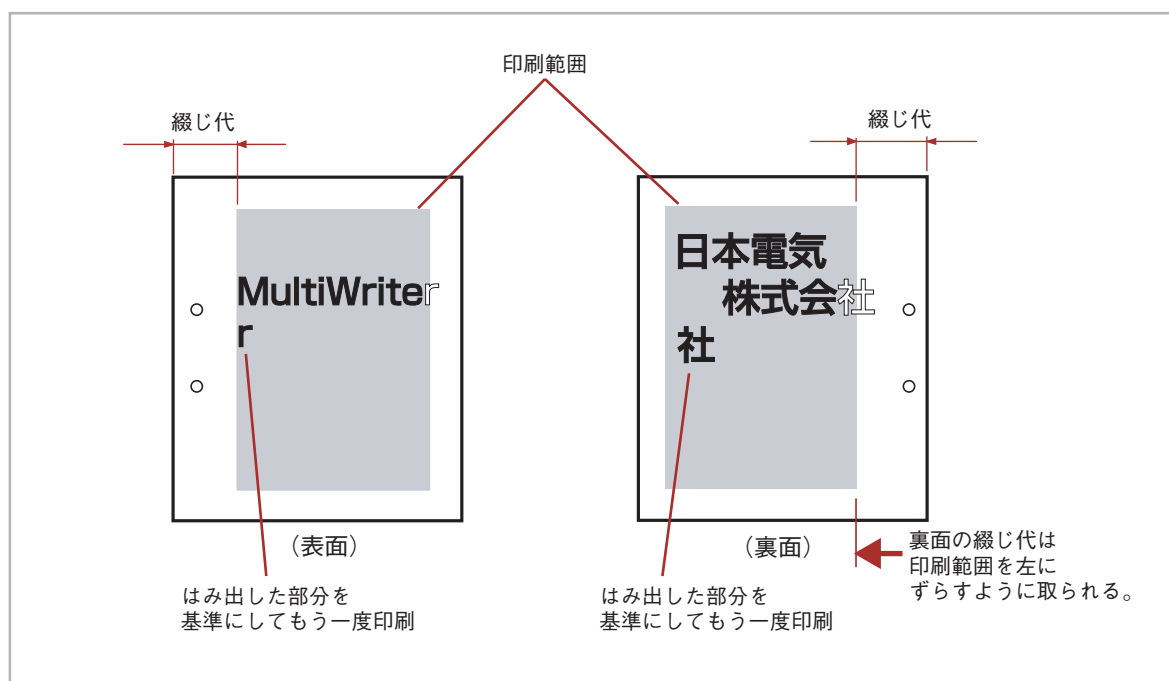 印刷範囲
綴じ代
綴じ代
MultiWriter
r
日本電気
株式会社
社
（表面）
（裏面）
はみ出した部分を
基準にしてもう一度印刷
はみ出した部分を
基準にしてもう一度印刷
裏面の綴じ代は
印刷範囲を左に
ずらすように取られる。